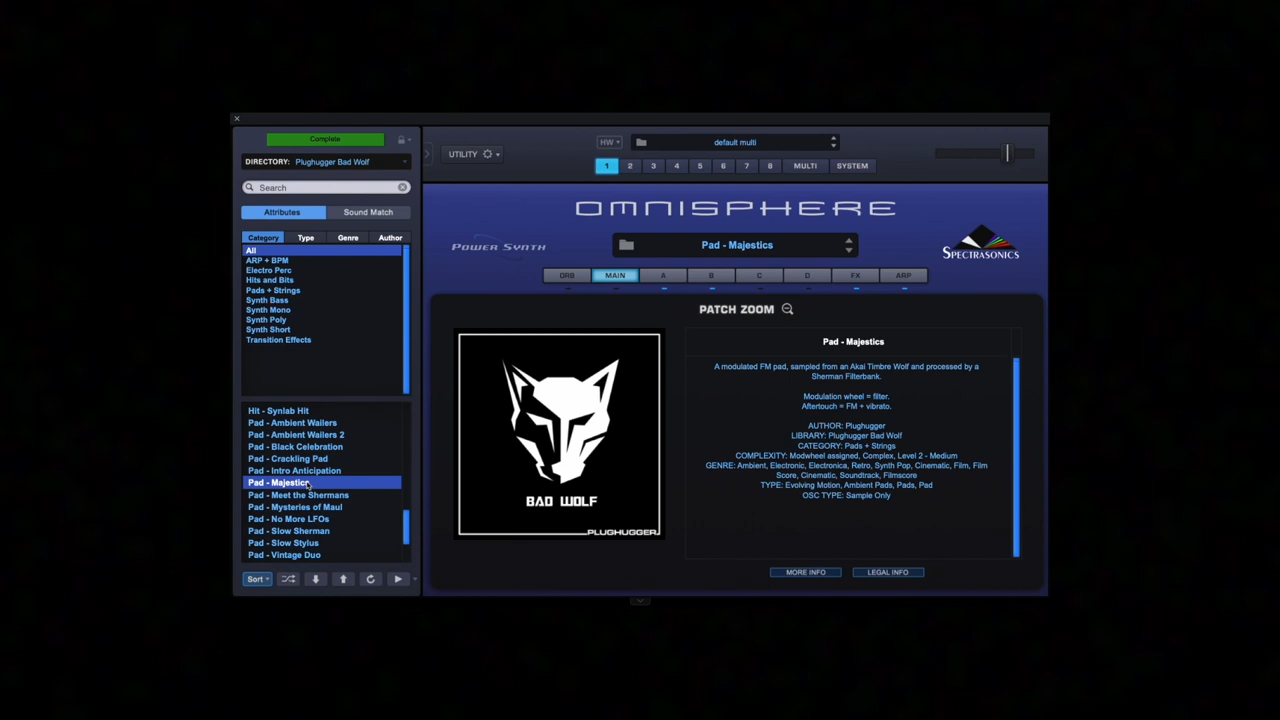 Complete
DIRECTORY: Plughugger Bad Wolf
Search
Attributes Sound Match
Category Type Genre Author
All
ARP + BPM
Electro Perc
Hits and Bits
Pads + Strings
Synth Bass
Synth Mono
Synth Poly
Synth Short
Transition Effects
Hit - Synlab Hit
Pad - Ambient Wailers
Pad - Ambient Wailers 2
Pad - Black Celebration
Pad - Crackling Pad
Pad - Intro Anticipation
Pad - Majestics
Pad - Meet the Shermans
Pad - Mysteries of Maul
Pad - No More LFOs
Pad - Slow Sherman
Pad - Slow Stylus
Pad - Vintage Duo
Sort
UTILITY
HW
default multi
1 2 3 4 5 6 7 8 MULTI SYSTEM
OMNISPHERE
POWER SYNTH
Pad - Majestics
SPECTRASONICS
ORB MAIN A B C D FX ARP
PATCH ZOOM
BAD WOLF
PLUGHUGGER
Pad - Majestics
A modulated FM pad, sampled from an Akai Timbre Wolf and processed by a
Sherman Filterbank.
Modulation wheel = filter.
Aftertouch = FM + vibrato.
AUTHOR: Plughugger
LIBRARY: Plughugger Bad Wolf
CATEGORY: Pads + Strings
COMPLEXITY: Modwheel assigned, Complex, Level 2 - Medium
GENRE: Ambient, Electronic, Electronica, Retro, Synth Pop, Cinematic, Film, Film
Score, Cinematic, Soundtrack, Filmscore
TYPE: Evolving Motion, Ambient Pads, Pads, Pad
OSC TYPE: Sample Only
MORE INFO LEGAL INFO